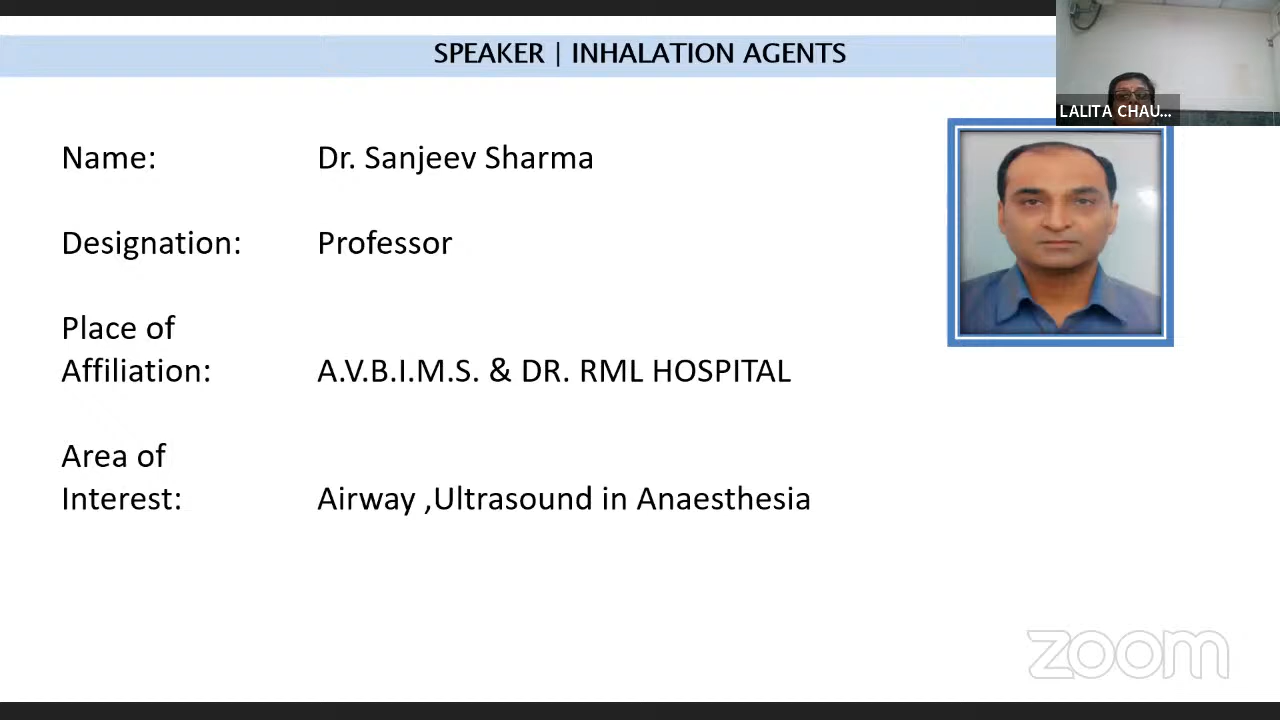 SPEAKER | INHALATION AGENTS
LALITA CHAU...
Name: Dr. Sanjeev Sharma
Designation: Professor
Place of
Affiliation: A.V.B.I.M.S. & DR. RML HOSPITAL
Area of
Interest: Airway ,Ultrasound in Anaesthesia
zoom